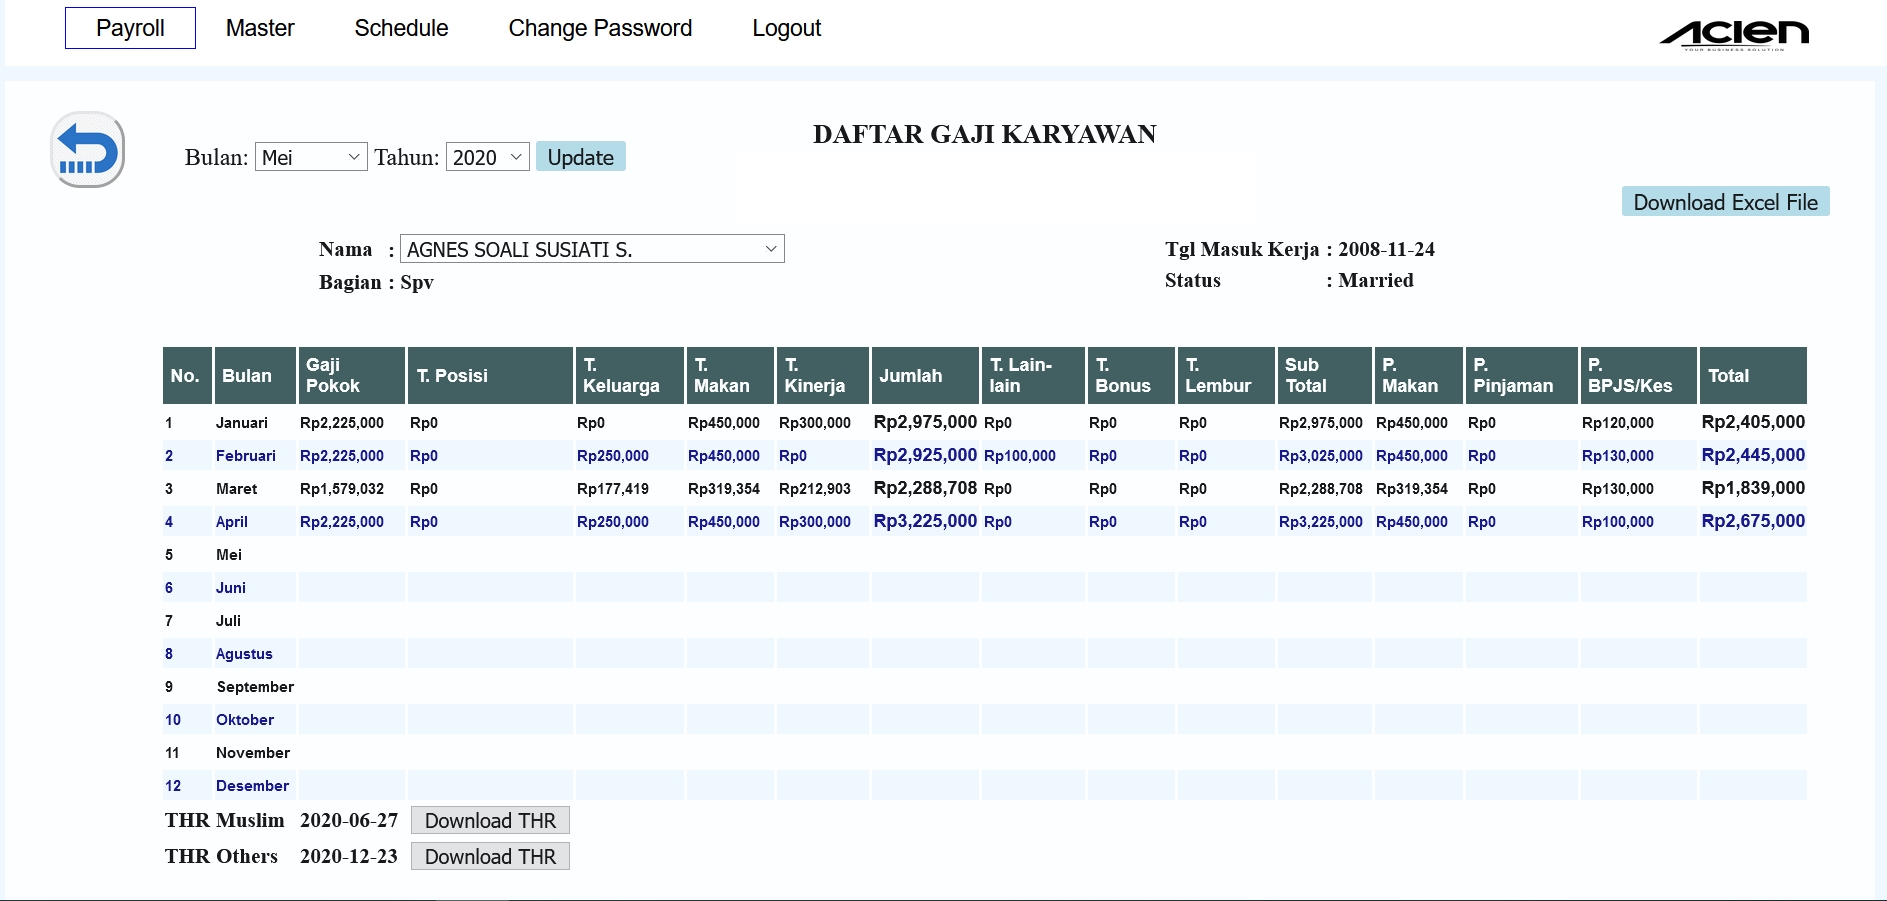 Payroll Master Schedule Change Password Logout
ACIEN
YOUR BUSINESS SOLUTION
DAFTAR GAJI KARYAWAN
Bulan: Mei Tahun: 2020 Update
Download Excel File
Nama : AGNES SOALI SUSIATI S. Tgl Masuk Kerja : 2008-11-24
Bagian : Spv Status : Married
No. Bulan Gaji Pokok T. Posisi T. Keluarga T. Makan T. Kinerja Jumlah T. Lain-lain T. Bonus T. Lembur Sub Total P. Makan P. Pinjaman P. BPJS/Kes Total
1 Januari Rp2,225,000 Rp0 Rp0 Rp450,000 Rp300,000 Rp2,975,000 Rp0 Rp0 Rp0 Rp2,975,000 Rp450,000 Rp0 Rp120,000 Rp2,405,000
2 Februari Rp2,225,000 Rp0 Rp250,000 Rp450,000 Rp0 Rp2,925,000 Rp100,000 Rp0 Rp0 Rp3,025,000 Rp450,000 Rp0 Rp130,000 Rp2,445,000
3 Maret Rp1,579,032 Rp0 Rp177,419 Rp319,354 Rp212,903 Rp2,288,708 Rp0 Rp0 Rp0 Rp2,288,708 Rp319,354 Rp0 Rp130,000 Rp1,839,000
4 April Rp2,225,000 Rp0 Rp250,000 Rp450,000 Rp300,000 Rp3,225,000 Rp0 Rp0 Rp0 Rp3,225,000 Rp450,000 Rp0 Rp100,000 Rp2,675,000
5 Mei
6 Juni
7 Juli
8 Agustus
9 September
10 Oktober
11 November
12 Desember
THR Muslim 2020-06-27 Download THR
THR Others 2020-12-23 Download THR